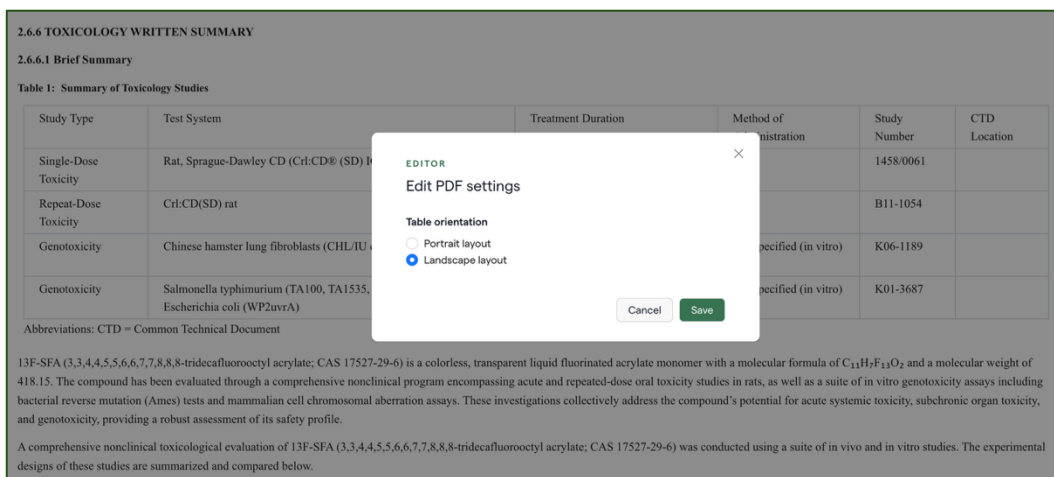 2.6.6 TOXICOLOGY WRITTEN SUMMARY
2.6.6.1 Brief Summary
Table 1: Summary of Toxicology Studies
Study Type Test System Treatment Duration Method of Study CTD
Number Location
Single-Dose Rat, Sprague-Dawley CD (Crl:CD® (SD) 1458/0061
Toxicity
Repeat-Dose Crl:CD(SD) rat B11-1054
Toxicity
Genotoxicity Chinese hamster lung fibroblasts (CHL/IU (in vitro) K06-1189
Genotoxicity Salmonella typhimurium (TA100, TA1535, (in vitro) K01-3687
Escherichia coli (WP2uvrA)
EDITOR
Edit PDF settings
Table orientation
Portrait layout
Landscape layout
Cancel Save
Abbreviations: CTD = Common Technical Document
13F-SFA (3,3,4,4,5,5,6,6,7,7,8,8,8-tridecafluorooctyl acrylate; CAS 17527-29-6) is a colorless, transparent liquid fluorinated acrylate monomer with a molecular formula of C₁₁H₇F₁₃O₂ and a molecular weight of
418.15. The compound has been evaluated through a comprehensive nonclinical program encompassing acute and repeated-dose oral toxicity studies in rats, as well as a suite of in vitro genotoxicity assays including
bacterial reverse mutation (Ames) tests and mammalian cell chromosomal aberration assays. These investigations collectively address the compound's potential for acute systemic toxicity, subchronic organ toxicity,
and genotoxicity, providing a robust assessment of its safety profile.
A comprehensive nonclinical toxicological evaluation of 13F-SFA (3,3,4,4,5,5,6,6,7,7,8,8,8-tridecafluorooctyl acrylate; CAS 17527-29-6) was conducted using a suite of in vivo and in vitro studies. The experimental
designs of these studies are summarized and compared below.